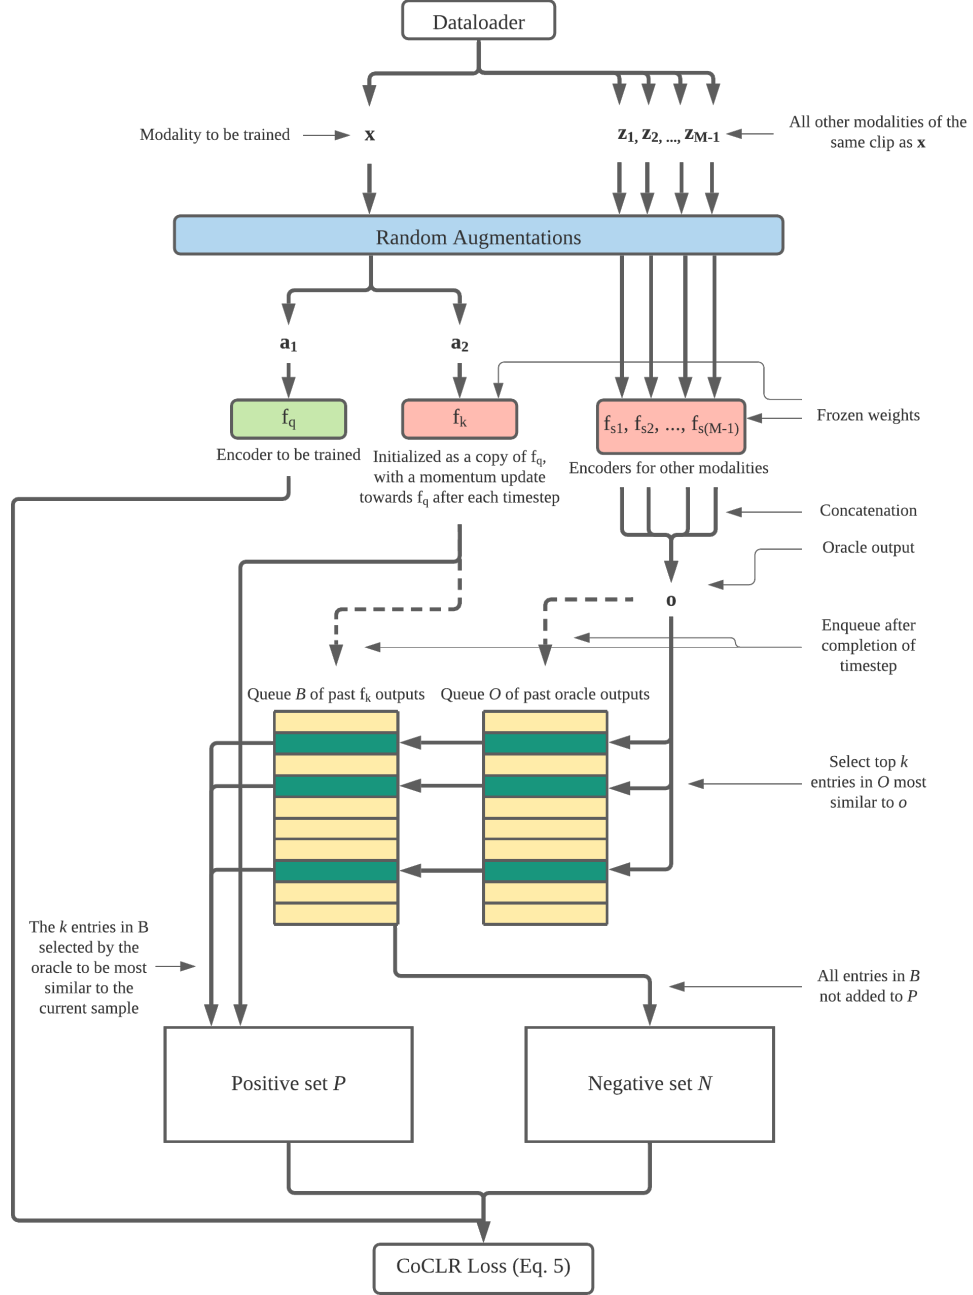 Dataloader
Modality to be trained
x
z1, z2, ..., zM-1
All other modalities of the
same clip as x
Random Augmentations
a1
a2
fq
fk
fs1, fs2, ..., fs(M-1)
Frozen weights
Encoder to be trained
Initialized as a copy of fq,
with a momentum update
towards fq after each timestep
Encoders for other modalities
Concatenation
Oracle output
o
Enqueue after
completion of
timestep
Queue B of past fk outputs
Queue O of past oracle outputs
Select top k
entries in O most
similar to o
The k entries in B
selected by the
oracle to be most
similar to the
current sample
All entries in B
not added to P
Positive set P
Negative set N
CoCLR Loss (Eq. 5)